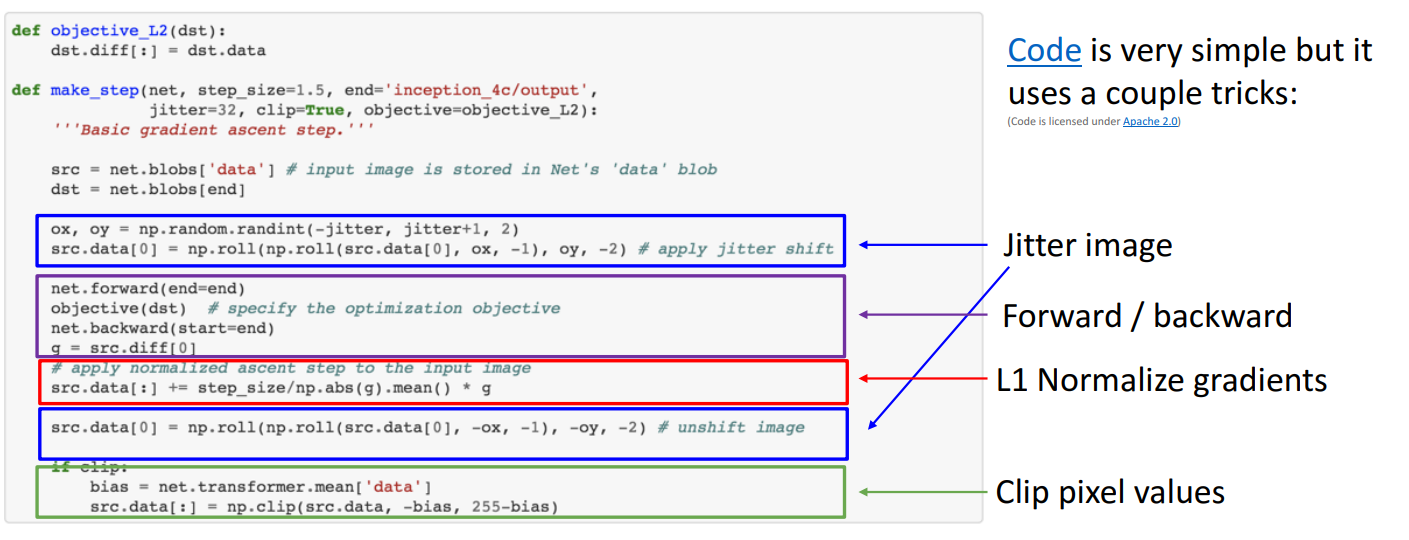 def objective_L2(dst):
    dst.diff[:] = dst.data
def make_step(net, step_size=1.5, end='inception_4c/output',
              jitter=32, clip=True, objective=objective_L2):
    '''Basic gradient ascent step.'''
    src = net.blobs['data'] # input image is stored in Net's 'data' blob
    dst = net.blobs[end]
    ox, oy = np.random.randint(-jitter, jitter+1, 2)
    src.data[0] = np.roll(np.roll(src.data[0], ox, -1), oy, -2) # apply jitter shift
    net.forward(end=end)
    objective(dst)  # specify the optimization objective
    net.backward(start=end)
    g = src.diff[0]
    # apply normalized ascent step to the input image
    src.data[:] += step_size/np.abs(g).mean() * g
    src.data[0] = np.roll(np.roll(src.data[0], -ox, -1), -oy, -2) # unshift image
    if clip:
        bias = net.transformer.mean['data']
        src.data[:] = np.clip(src.data, -bias, 255-bias)
Code is very simple but it
uses a couple tricks:
(Code is licensed under Apache 2.0)
Jitter image
Forward / backward
L1 Normalize gradients
Clip pixel values